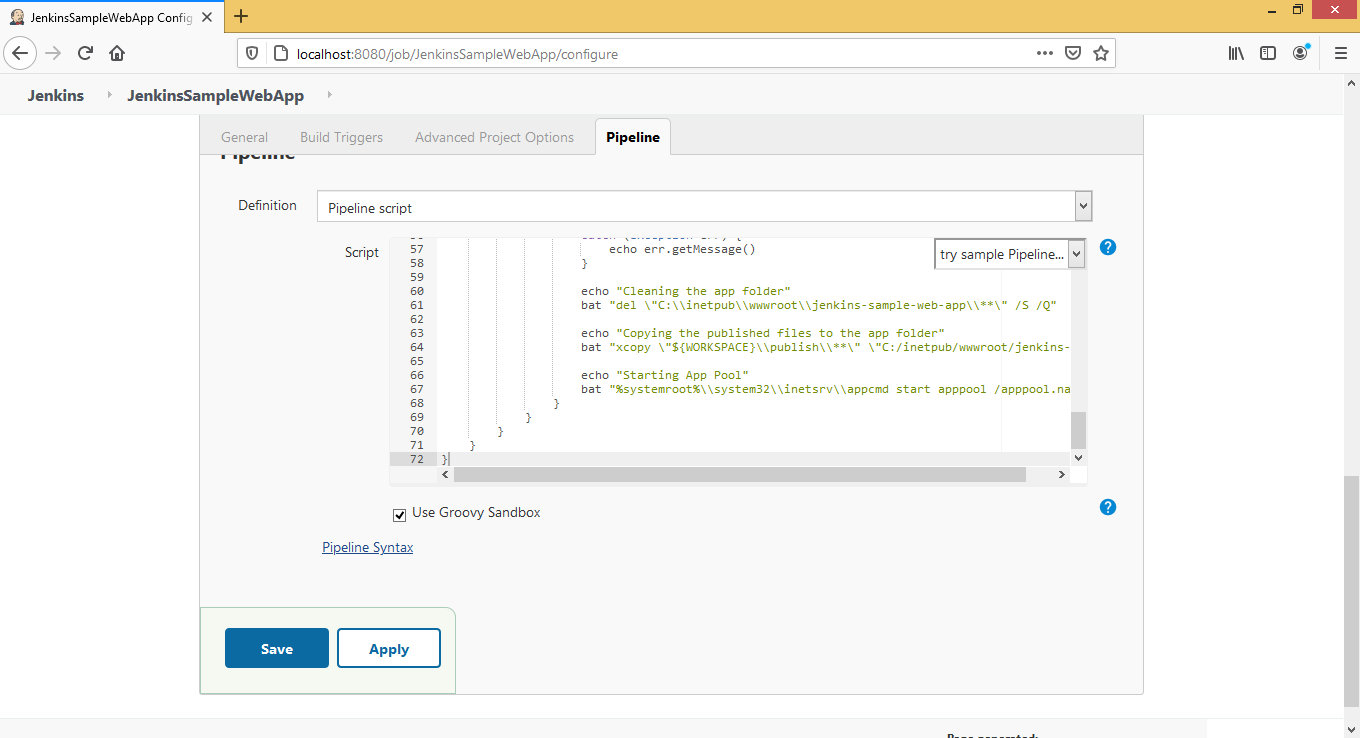 JenkinsSampleWebApp Config
localhost:8080/job/JenkinsSampleWebApp/configure
Jenkins JenkinsSampleWebApp
General Build Triggers Advanced Project Options Pipeline
Pipeline
Definition Pipeline script
Script
try sample Pipeline...
57 echo err.getMessage()
58 }
59
60 echo "Cleaning the app folder"
61 bat "del \"C:\\inetpub\\wwwroot\\jenkins-sample-web-app\\**\" /S /Q"
62
63 echo "Copying the published files to the app folder"
64 bat "xcopy \"${WORKSPACE}\\publish\\**\" \"C:/inetpub/wwwroot/jenkins-
65
66 echo "Starting App Pool"
67 bat "%systemroot%\\system32\\inetsrv\\appcmd start apppool /apppool.na
68 }
69 }
70 }
71 }
72 }
Use Groovy Sandbox
Pipeline Syntax
Save Apply
Page generated: